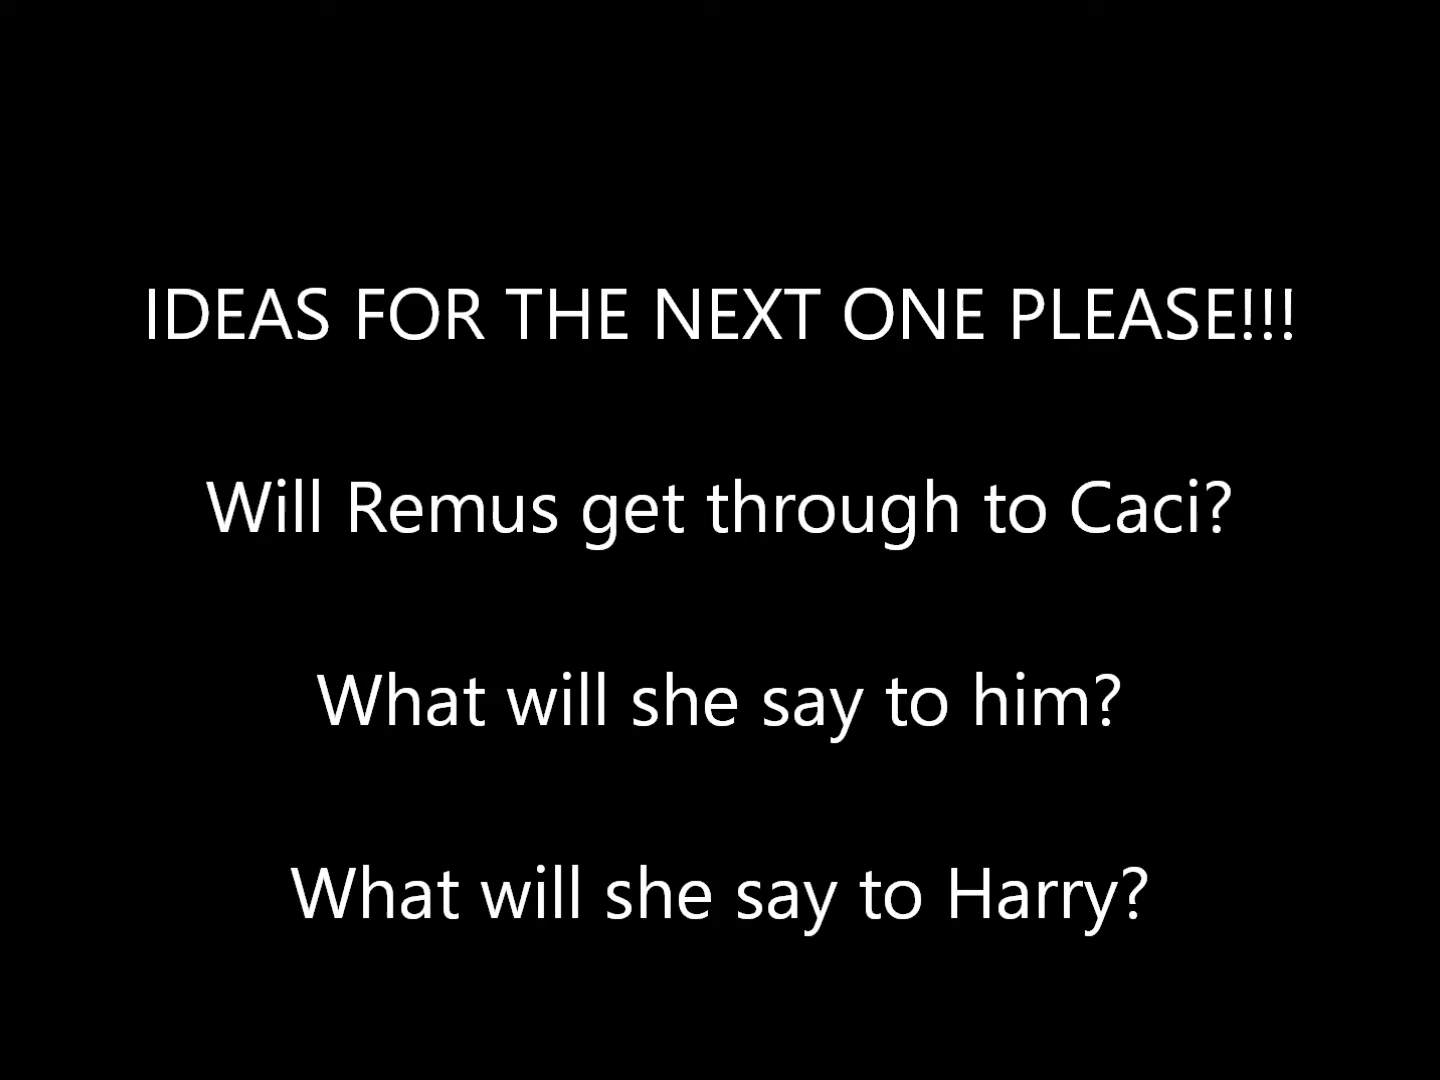 IDEAS FOR THE NEXT ONE PLEASE!!!
Will Remus get through to Caci?
What will she say to him?
What will she say to Harry?